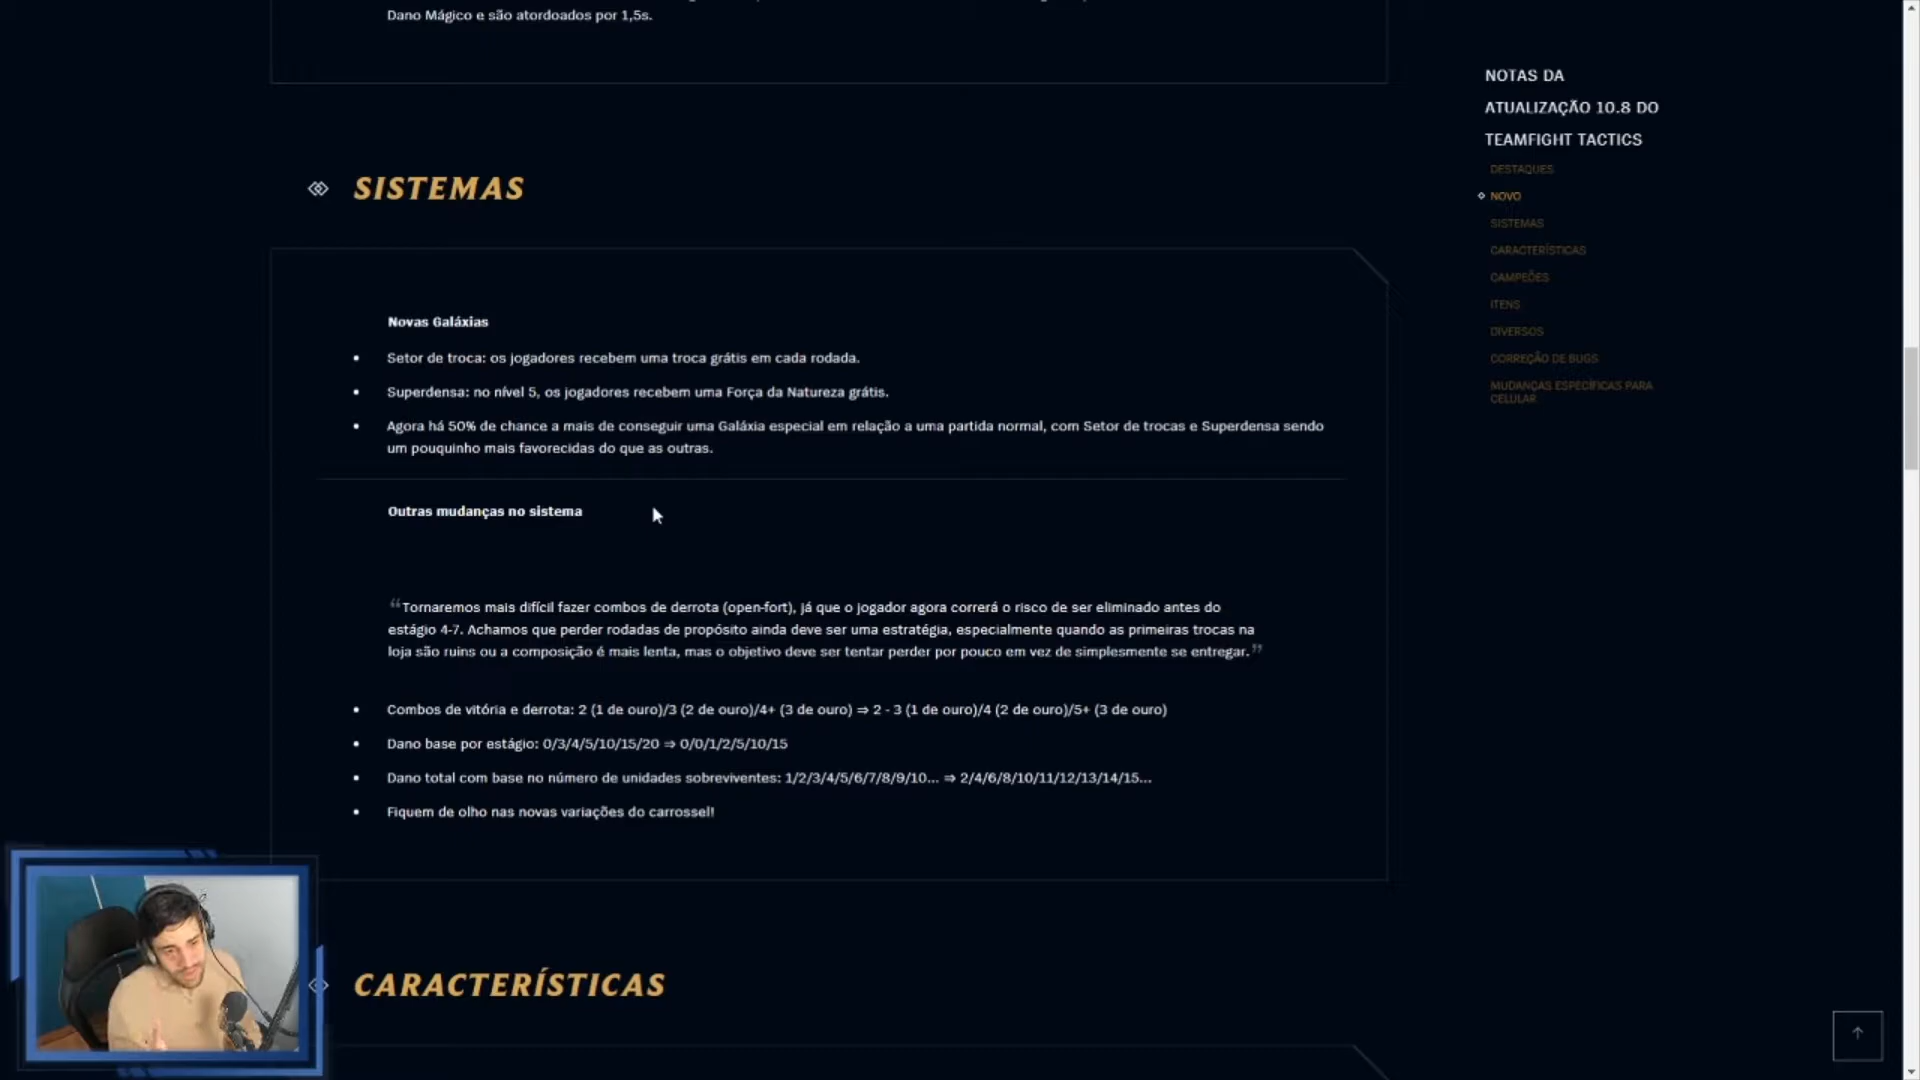 Dano Mágico e são atordoados por 1,5s.
SISTEMAS
Novas Galáxias
Setor de troca: os jogadores recebem uma troca grátis em cada rodada.
Superdensa: no nível 5, os jogadores recebem uma Força da Natureza grátis.
Agora há 50% de chance a mais de conseguir uma Galáxia especial em relação a uma partida normal, com Setor de trocas e Superdensa sendo
um pouquinho mais favorecidas do que as outras.
Outras mudanças no sistema
“Tornaremos mais difícil fazer combos de derrota (open-fort), já que o jogador agora correrá o risco de ser eliminado antes do
estágio 4-7. Achamos que perder rodadas de propósito ainda deve ser uma estratégia, especialmente quando as primeiras trocas na
loja são ruins ou a composição é mais lenta, mas o objetivo deve ser tentar perder por pouco em vez de simplesmente se entregar.”
Combos de vitória e derrota: 2 (1 de ouro)/3 (2 de ouro)/4+ (3 de ouro) ⇒ 2 - 3 (1 de ouro)/4 (2 de ouro)/5+ (3 de ouro)
Dano base por estágio: 0/3/4/5/10/15/20 ⇒ 0/0/1/2/5/10/15
Dano total com base no número de unidades sobreviventes: 1/2/3/4/5/6/7/8/9/10... ⇒ 2/4/6/8/10/11/12/13/14/15...
Fiquem de olho nas novas variações do carrossel!
CARACTERÍSTICAS
NOTAS DA
ATUALIZAÇÃO 10.8 DO
TEAMFIGHT TACTICS
DESTAQUES
NOVO
SISTEMAS
CARACTERÍSTICAS
CAMPEÕES
ITENS
DIVERSOS
CORREÇÃO DE BUGS
MUDANÇAS ESPECÍFICAS PARA
CELULAR